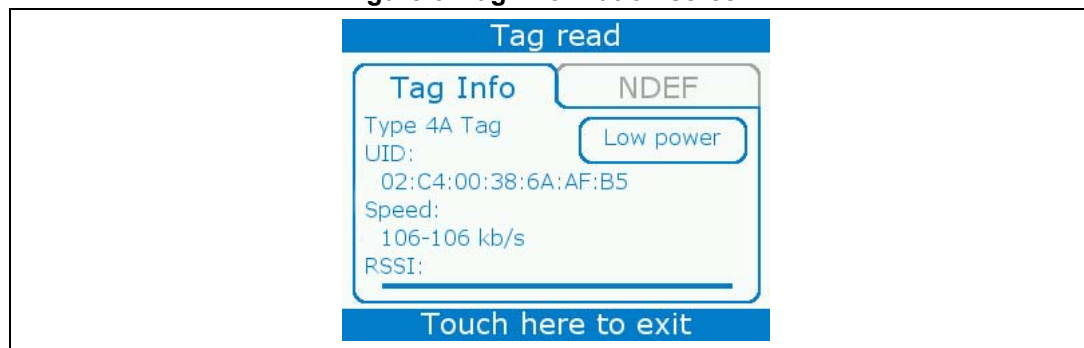 Tag read
Tag Info
NDEF
Type 4A Tag
Low power
UID:
02:C4:00:38:6A:AF:B5
Speed:
106-106 kb/s
RSSI:
Touch here to exit